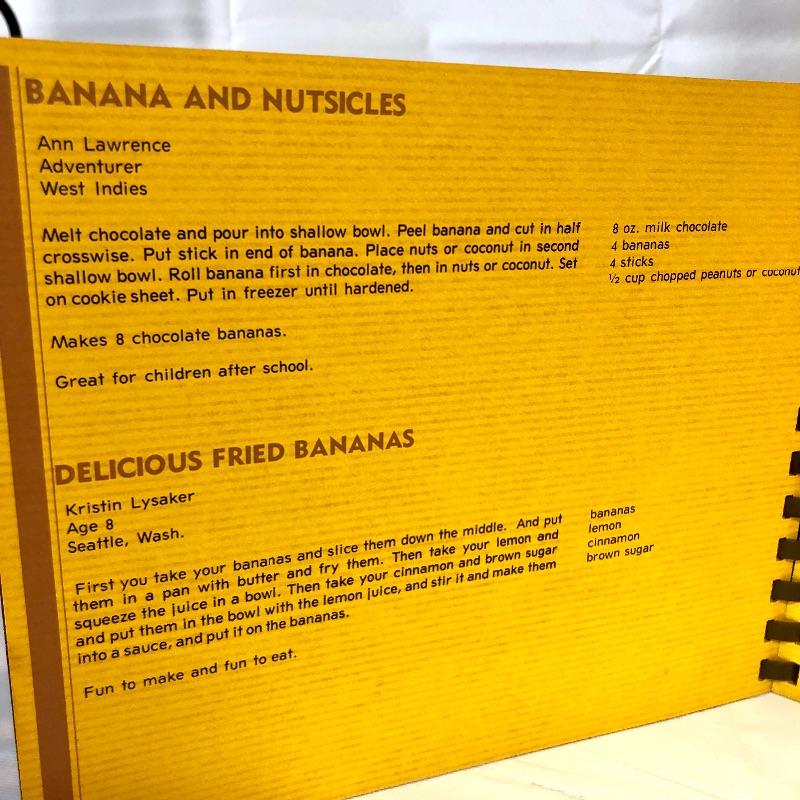 BANANA AND NUTSICLES
Ann Lawrence
Adventurer
West Indies
Melt chocolate and pour into shallow bowl. Peel banana and cut in half
crosswise. Put stick in end of banana. Place nuts or coconut in second
shallow bowl. Roll banana first in chocolate, then in nuts or coconut. Set
on cookie sheet. Put in freezer until hardened.
8 oz. milk chocolate
4 bananas
4 sticks
½ cup chopped peanuts or coconut
Makes 8 chocolate bananas.
Great for children after school.
DELICIOUS FRIED BANANAS
Kristin Lysaker
Age 8
Seattle, Wash.
First you take your bananas and slice them down the middle. And put
them in a pan with butter and fry them. Then take your lemon and
squeeze the juice in a bowl. Then take your cinnamon and brown sugar
and put them in the bowl with the lemon juice, and stir it and make them
into a sauce, and put it on the bananas.
bananas
lemon
cinnamon
brown sugar
Fun to make and fun to eat.